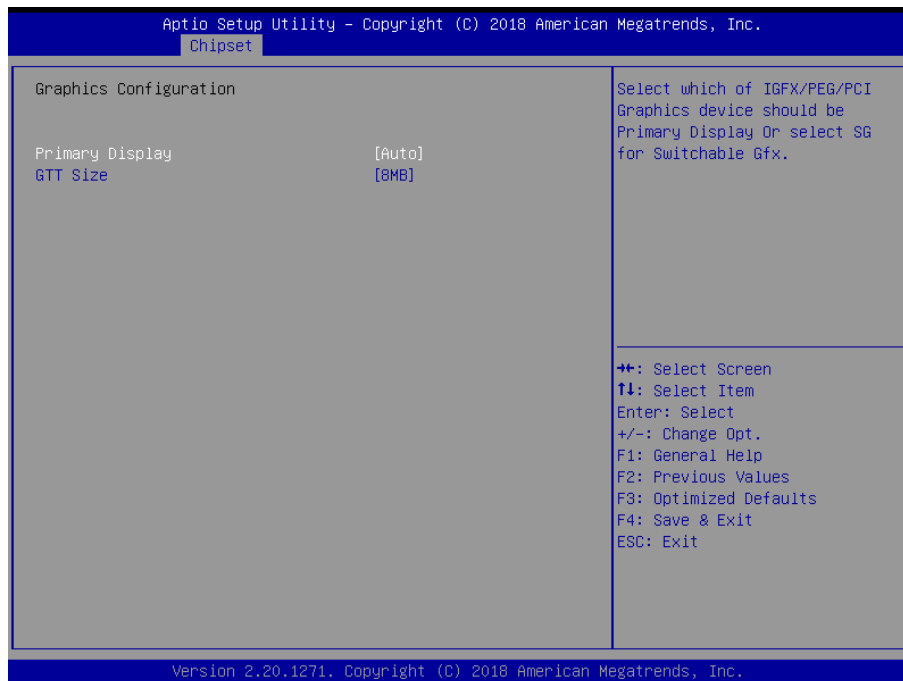 Aptio Setup Utility – Copyright (C) 2018 American Megatrends, Inc.
Chipset
Graphics Configuration
Primary Display [Auto]
GTT Size [8MB]
Select which of IGFX/PEG/PCI
Graphics device should be
Primary Display Or select SG
for Switchable Gfx.
→←: Select Screen
↑↓: Select Item
Enter: Select
+/-: Change Opt.
F1: General Help
F2: Previous Values
F3: Optimized Defaults
F4: Save & Exit
ESC: Exit
Version 2.20.1271. Copyright (C) 2018 American Megatrends, Inc.